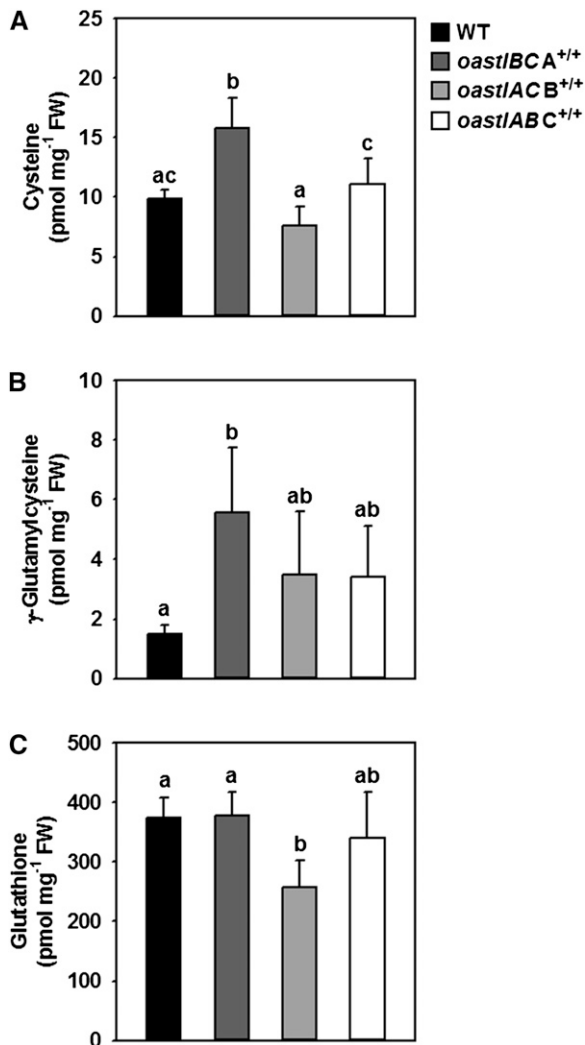 A
25
20
15
10
5
0
Cysteine
(pmol mg⁻¹ FW)
ac
b
a
c
WT
oastlBC A⁺/⁺
oastlAC B⁺/⁺
oastlAB C⁺/⁺
B
10
8
6
4
2
0
γ-Glutamylcysteine
(pmol mg⁻¹ FW)
a
b
ab
ab
C
500
400
300
200
100
0
Glutathione
(pmol mg⁻¹ FW)
a
a
b
ab